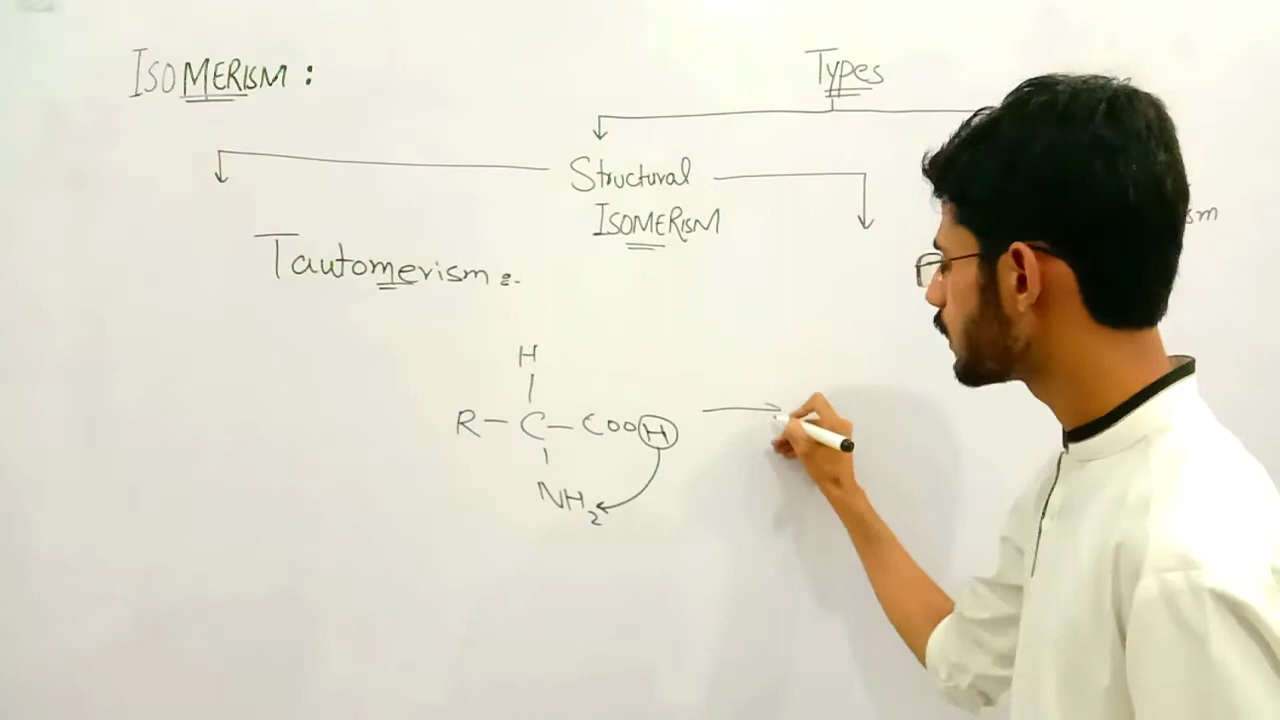 ISOMERISM :
Types
Structural
ISOMERISM
sm
Tautomerism :-
H
R - C - COOH
NH2